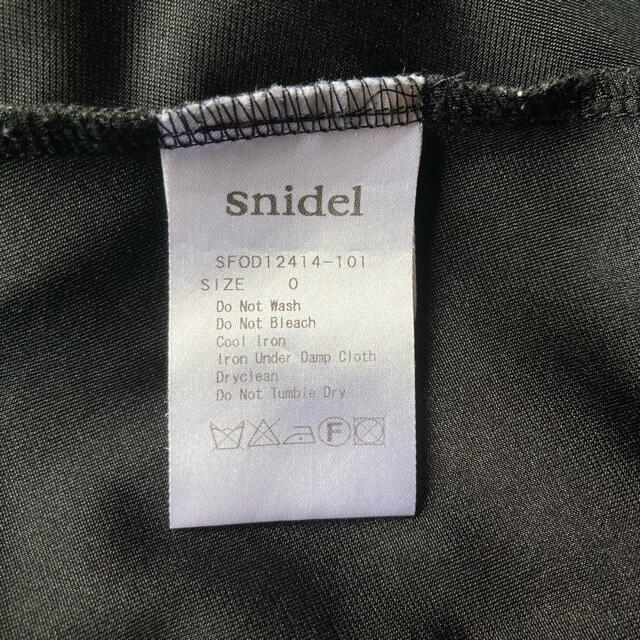 snidel
SFOD12414-101
SIZE 0
Do Not Wash
Do Not Bleach
Cool Iron
Iron Under Damp Cloth
Dryclean
Do Not Tumble Dry
F